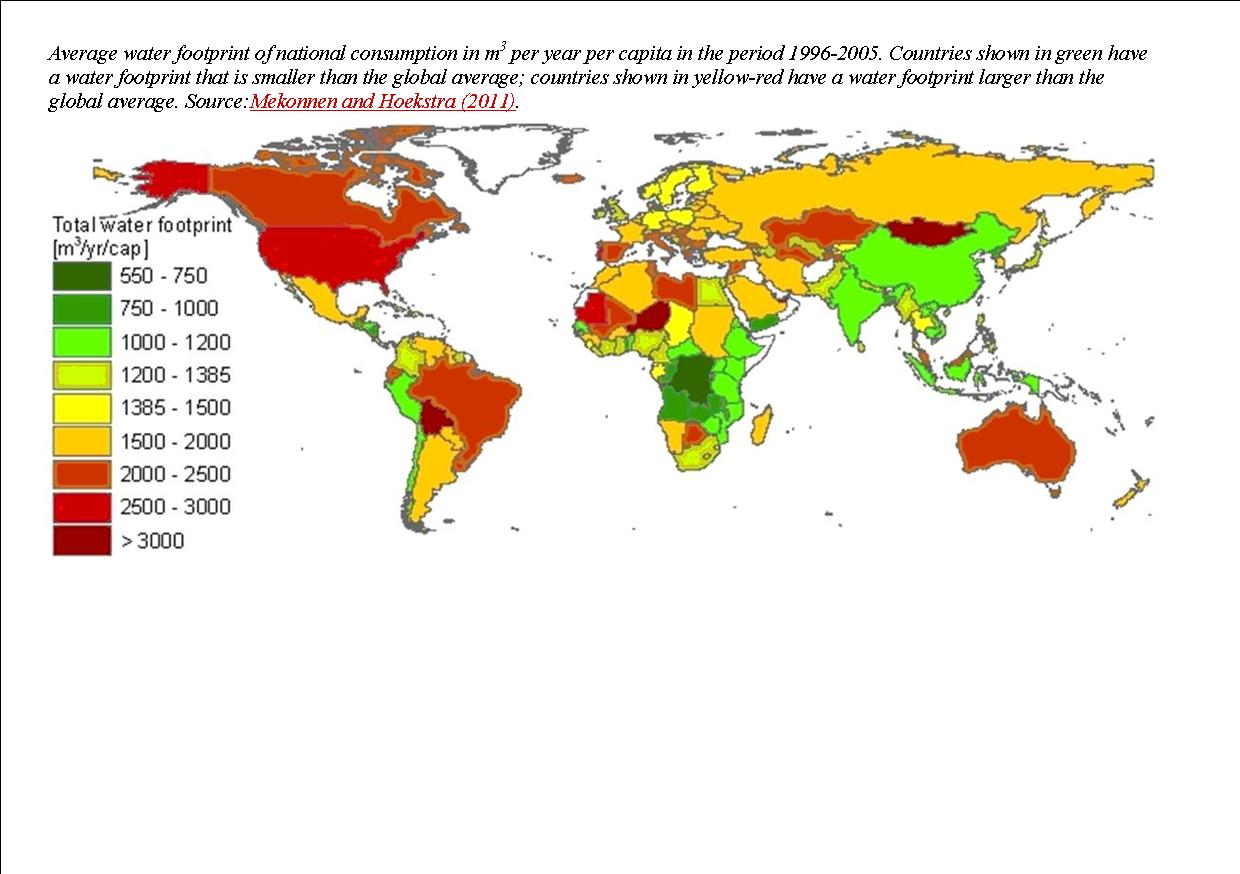 Average water footprint of national consumption in m³ per year per capita in the period 1996-2005. Countries shown in green have
a water footprint that is smaller than the global average; countries shown in yellow-red have a water footprint larger than the
global average. Source:Mekonnen and Hoekstra (2011).
Total water footprint
[m³/yr/cap]
550 - 750
750 - 1000
1000 - 1200
1200 - 1385
1385 - 1500
1500 - 2000
2000 - 2500
2500 - 3000
> 3000